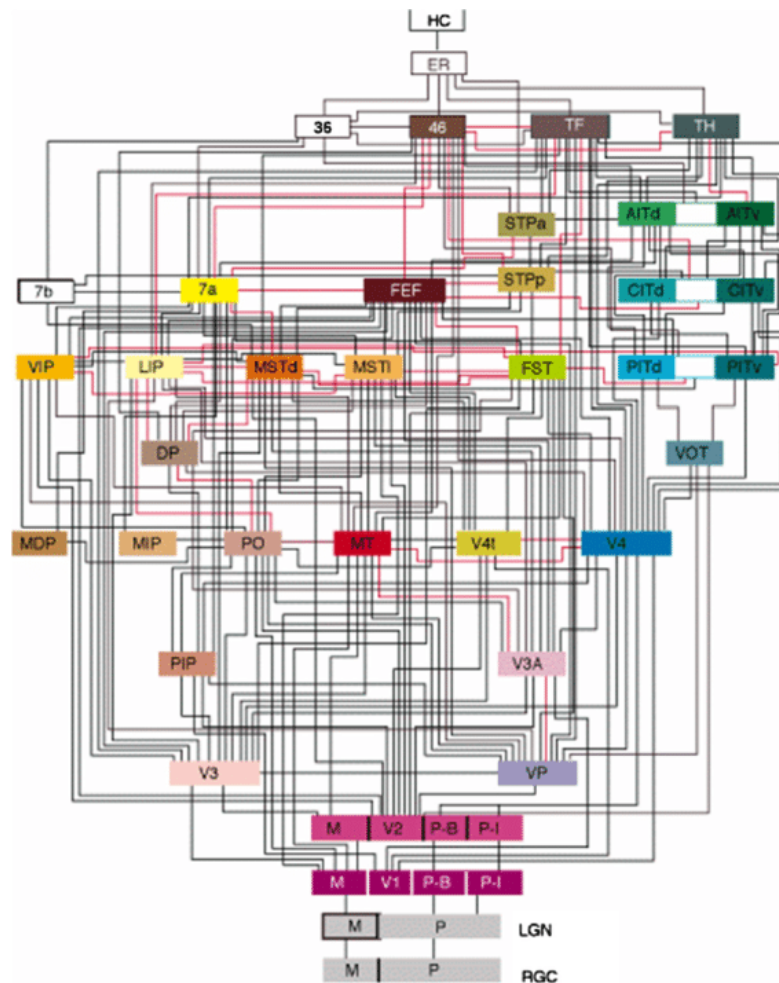 HC
ER
36 46 TF TH
STPa AITd AITv
7b 7a FEF STPp CITd CITv
VIP LIP MSTd MSTl FST PITd PITv
DP VOT
MDP MIP PO MT V4t V4
PIP V3A
V3 VP
M V2 P-B P-I
M V1 P-B P-I
M P LGN
M P RGC